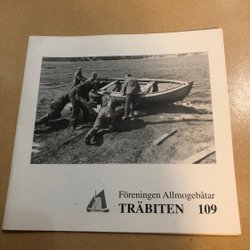 Föreningen Allmogebåtar
TRÄBITEN 109